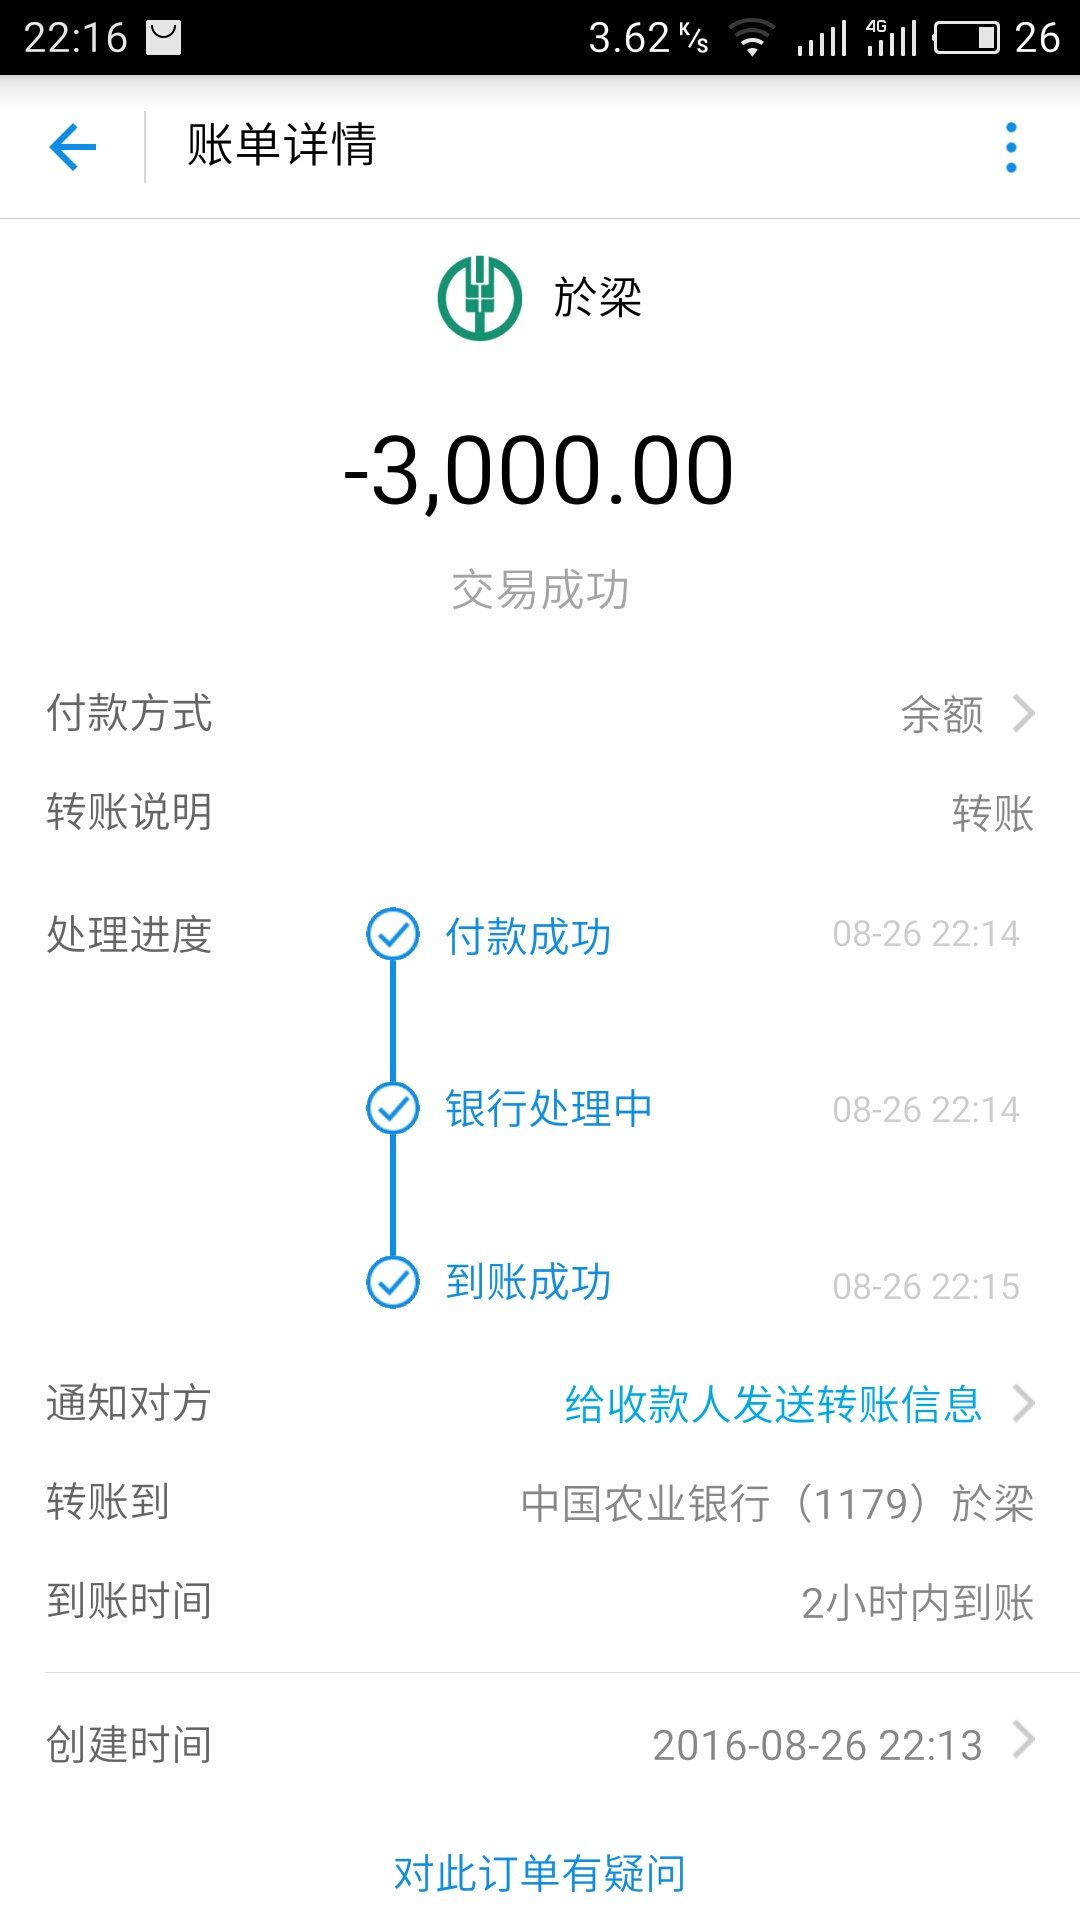 22:16 3.62 K/s 4G 26
账单详情
於梁
-3,000.00
交易成功
付款方式 余额
转账说明 转账
处理进度 付款成功 08-26 22:14
银行处理中 08-26 22:14
到账成功 08-26 22:15
通知对方 给收款人发送转账信息
转账到 中国农业银行（1179）於梁
到账时间 2小时内到账
创建时间 2016-08-26 22:13
对此订单有疑问